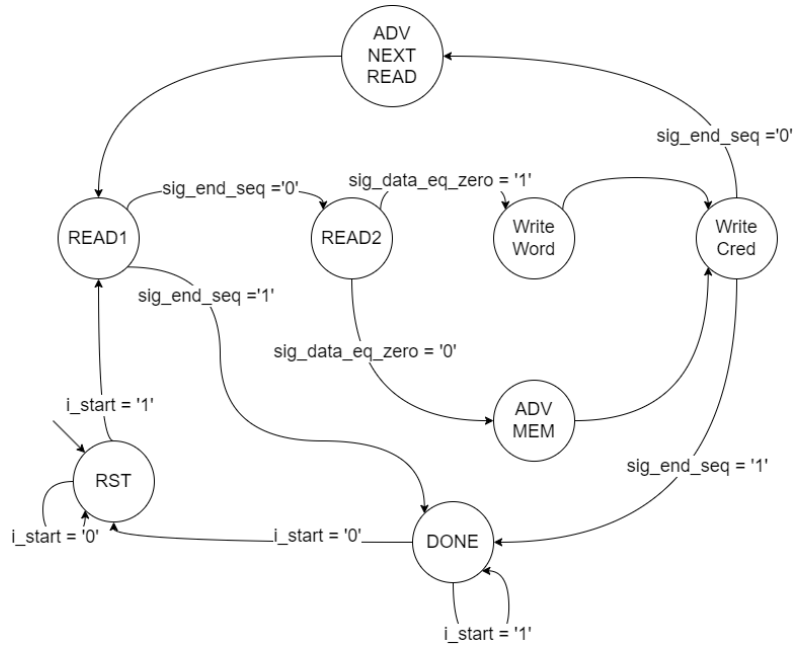 ADV
NEXT
READ
sig_end_seq ='0'
sig_end_seq ='0'
sig_data_eq_zero = '1'
READ1
READ2
Write
Word
Write
Cred
sig_end_seq ='1'
sig_data_eq_zero = '0'
i_start = '1'
ADV
MEM
sig_end_seq = '1'
RST
i_start = '0'
i_start = '0'
DONE
i_start = '1'